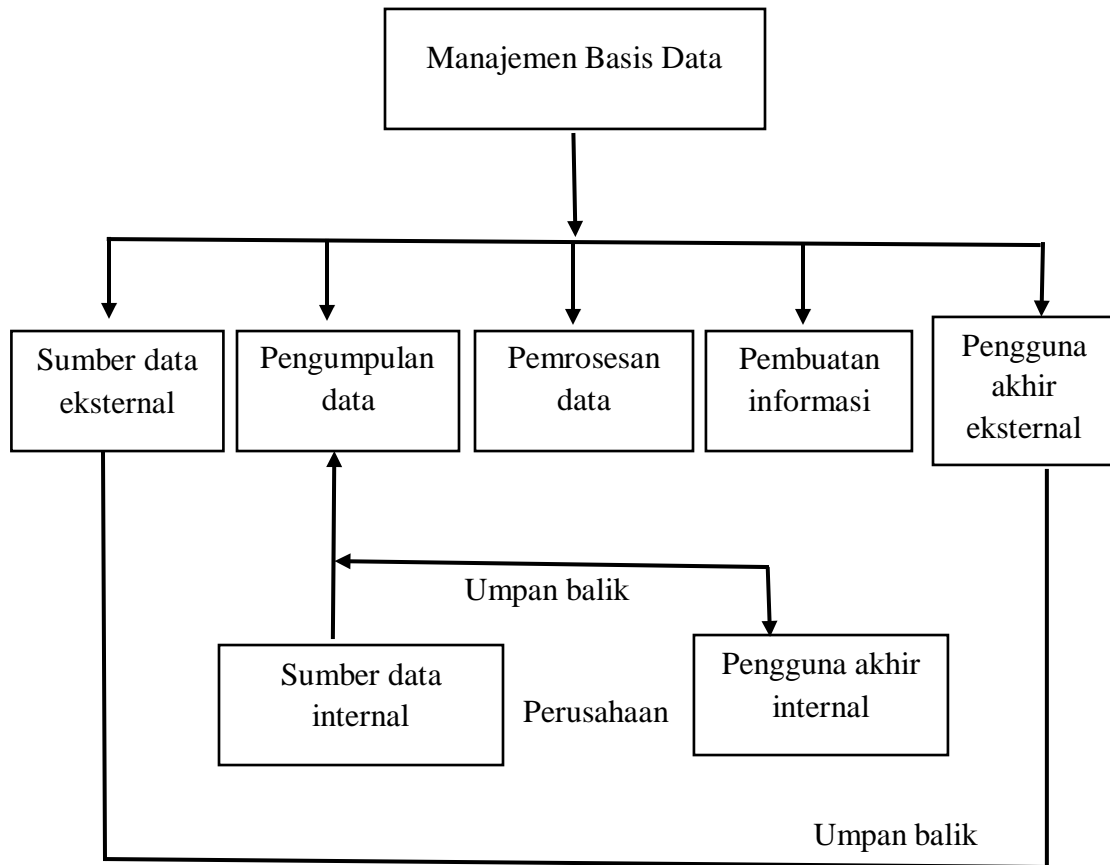 Manajemen Basis Data
Sumber data
eksternal
Pengumpulan
data
Pemrosesan
data
Pembuatan
informasi
Pengguna
akhir
eksternal
Umpan balik
Sumber data
internal
Perusahaan
Pengguna akhir
internal
Umpan balik